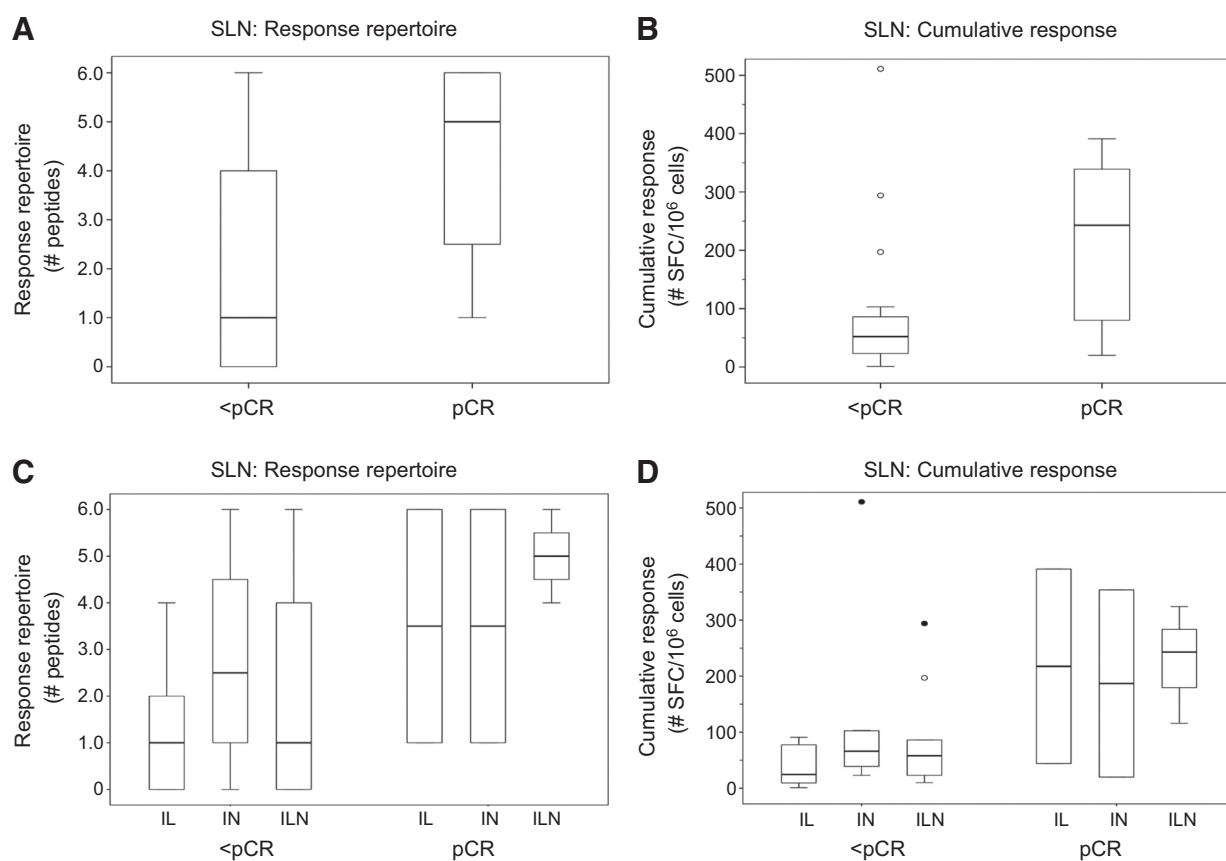 A
SLN: Response repertoire
Response repertoire
(# peptides)
6.0
5.0
4.0
3.0
2.0
1.0
0
<pCR pCR
B
SLN: Cumulative response
Cumulative response
(# SFC/10⁶ cells)
500
400
300
200
100
0
<pCR pCR
C
SLN: Response repertoire
Response repertoire
(# peptides)
6.0
5.0
4.0
3.0
2.0
1.0
0
IL IN ILN IL IN ILN
<pCR pCR
D
SLN: Cumulative response
Cumulative response
(# SFC/10⁶ cells)
500
400
300
200
100
0
IL IN ILN IL IN ILN
<pCR pCR